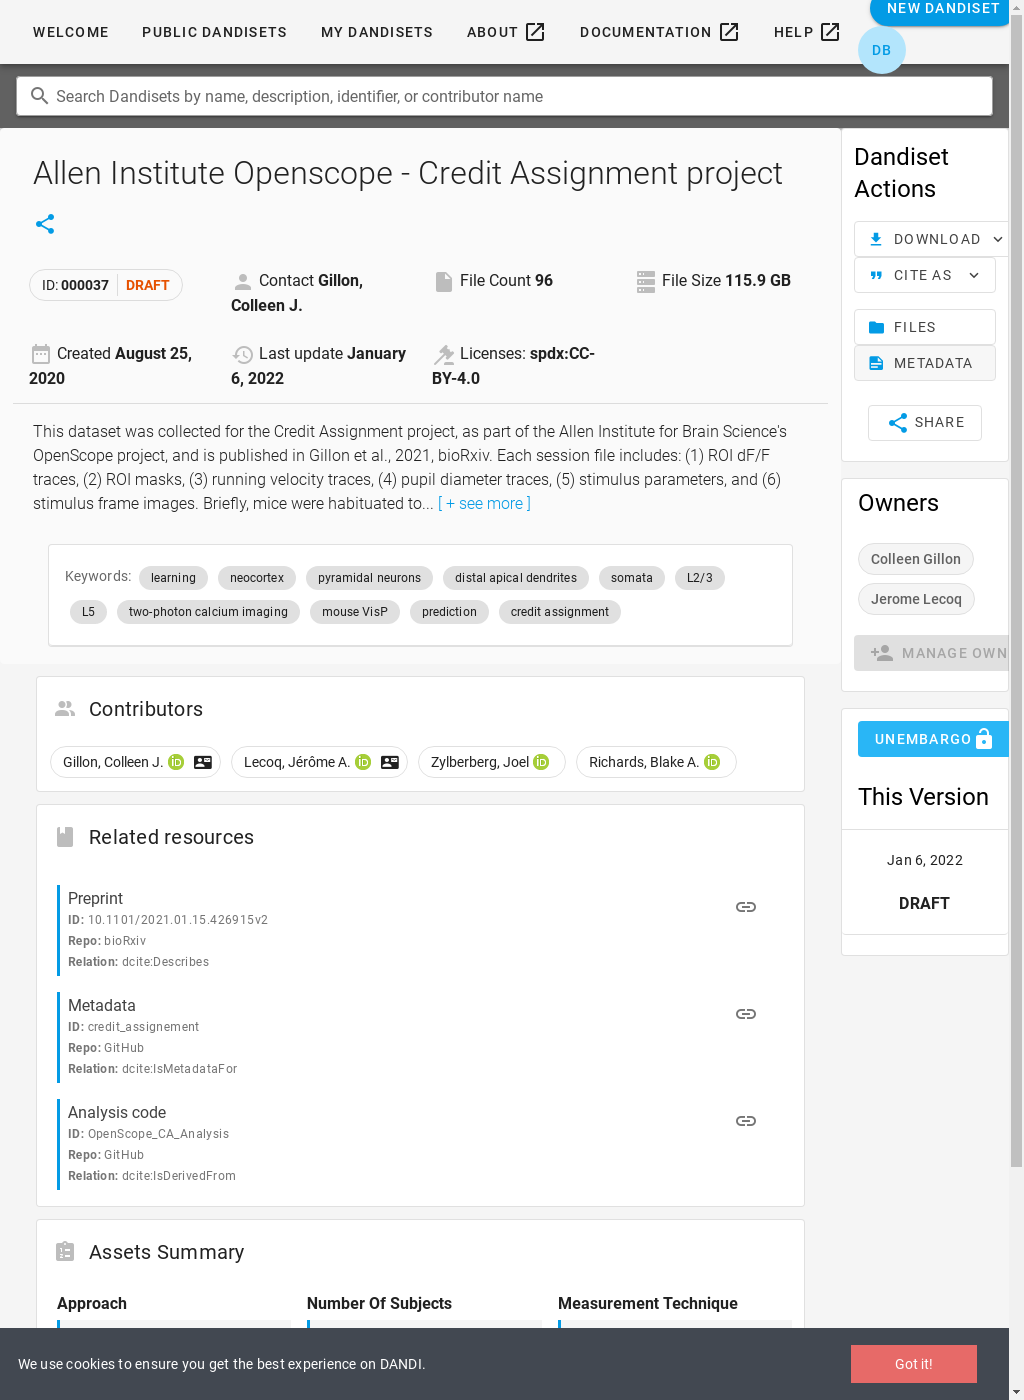 WELCOME PUBLIC DANDISETS MY DANDISETS ABOUT DOCUMENTATION HELP NEW DANDISET
DB
Search Dandisets by name, description, identifier, or contributor name
Allen Institute Openscope - Credit Assignment project
ID: 000037 DRAFT
Contact Gillon,
Colleen J.
File Count 96
File Size 115.9 GB
Created August 25,
2020
Last update January
6, 2022
Licenses: spdx:CC-
BY-4.0
This dataset was collected for the Credit Assignment project, as part of the Allen Institute for Brain Science's
OpenScope project, and is published in Gillon et al., 2021, bioRxiv. Each session file includes: (1) ROI dF/F
traces, (2) ROI masks, (3) running velocity traces, (4) pupil diameter traces, (5) stimulus parameters, and (6)
stimulus frame images. Briefly, mice were habituated to... [ + see more ]
Keywords: learning neocortex pyramidal neurons distal apical dendrites somata L2/3
L5 two-photon calcium imaging mouse VisP prediction credit assignment
Contributors
Gillon, Colleen J. iD Lecoq, Jérôme A. iD Zylberberg, Joel iD Richards, Blake A. iD
Related resources
Preprint
ID: 10.1101/2021.01.15.426915v2
Repo: bioRxiv
Relation: dcite:Describes
Metadata
ID: credit_assignement
Repo: GitHub
Relation: dcite:IsMetadataFor
Analysis code
ID: OpenScope_CA_Analysis
Repo: GitHub
Relation: dcite:IsDerivedFrom
Assets Summary
Approach Number Of Subjects Measurement Technique
Dandiset
Actions
DOWNLOAD
CITE AS
FILES
METADATA
SHARE
Owners
Colleen Gillon
Jerome Lecoq
MANAGE OWN
UNEMBARGO
This Version
Jan 6, 2022
DRAFT
We use cookies to ensure you get the best experience on DANDI.
Got it!